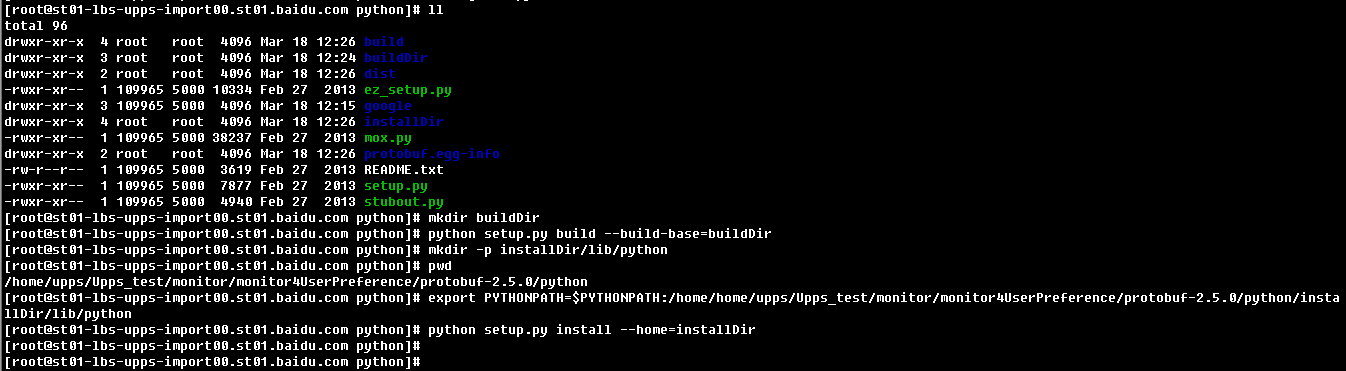 [root@st01-lbs-upps-import00.st01.baidu.com python]# ll
total 96
drwxr-xr-x  4 root   root  4096 Mar 18 12:26 build
drwxr-xr-x  3 root   root  4096 Mar 18 12:24 buildDir
drwxr-xr-x  2 root   root  4096 Mar 18 12:26 dist
-rwxr-xr--  1 109965 5000 10334 Feb 27  2013 ez_setup.py
drwxr-xr-x  3 root   root  4096 Mar 18 12:15 google
drwxr-xr-x  4 root   root  4096 Mar 18 12:26 installDir
-rwxr-xr--  1 109965 5000 38237 Feb 27  2013 mox.py
drwxr-xr-x  2 root   root  4096 Mar 18 12:26 protobuf.egg-info
-rw-r--r--  1 109965 5000  3619 Feb 27  2013 README.txt
-rwxr-xr--  1 109965 5000  7877 Feb 27  2013 setup.py
-rwxr-xr--  1 109965 5000  4940 Feb 27  2013 stubout.py
[root@st01-lbs-upps-import00.st01.baidu.com python]# mkdir buildDir
[root@st01-lbs-upps-import00.st01.baidu.com python]# python setup.py build --build-base=buildDir
[root@st01-lbs-upps-import00.st01.baidu.com python]# mkdir -p installDir/lib/python
[root@st01-lbs-upps-import00.st01.baidu.com python]# pwd
/home/upps/Upps_test/monitor/monitor4UserPreference/protobuf-2.5.0/python
[root@st01-lbs-upps-import00.st01.baidu.com python]# export PYTHONPATH=$PYTHONPATH:/home/home/upps/Upps_test/monitor/monitor4UserPreference/protobuf-2.5.0/python/insta
llDir/lib/python
[root@st01-lbs-upps-import00.st01.baidu.com python]# python setup.py install --home=installDir
[root@st01-lbs-upps-import00.st01.baidu.com python]#
[root@st01-lbs-upps-import00.st01.baidu.com python]#